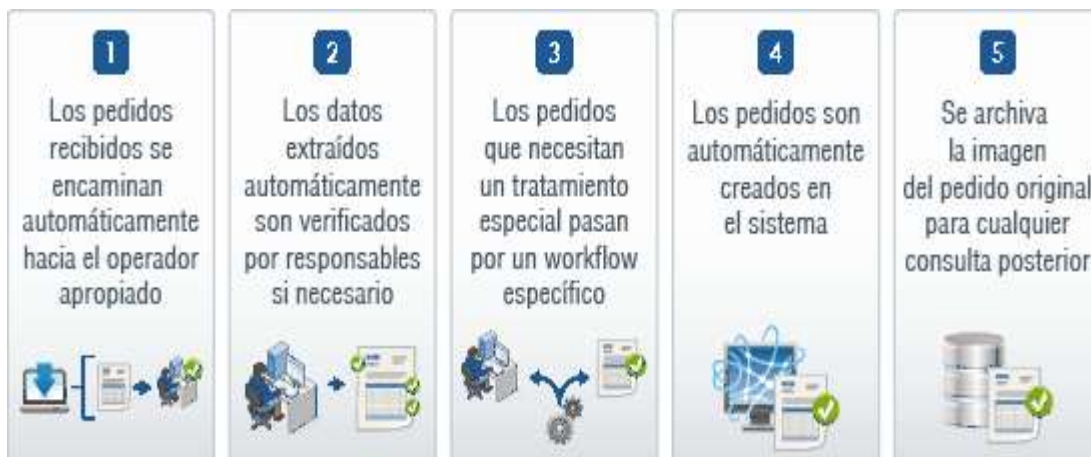 1
Los pedidos
recibidos se
encaminan
automáticamente
hacia el operador
apropiado
2
Los datos
extraídos
automáticamente
son verificados
por responsables
si necesario
3
Los pedidos
que necesitan
un tratamiento
especial pasan
por un workflow
específico
4
Los pedidos son
automáticamente
creados en
el sistema
5
Se archiva
la imagen
del pedido original
para cualquier
consulta posterior